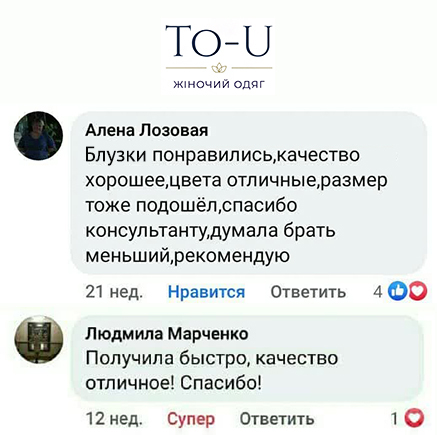 To-U
ЖІНОЧИЙ ОДЯГ
Алена Лозовая
Блузки понравились,качество
хорошее,цвета отличные,размер
тоже подошёл,спасибо
консультанту,думала брать
меньший,рекомендую
21 нед. Нравится Ответить 4
Людмила Марченко
Получила быстро, качество
отличное! Спасибо!
12 нед. Супер Ответить 1